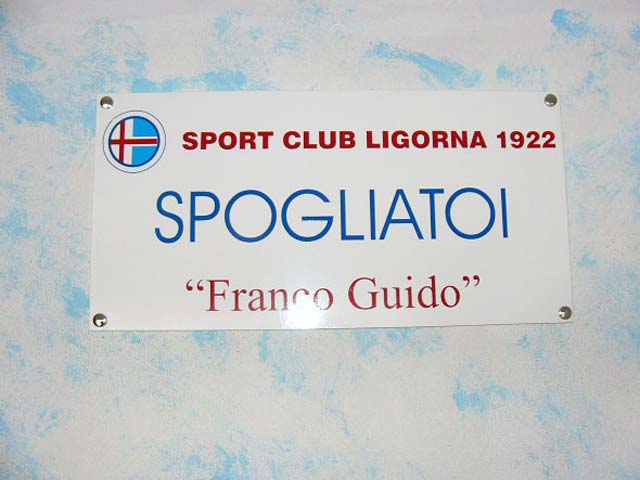 SPORT CLUB LIGORNA 1922
SPOGLIATOI
“Franco Guido”